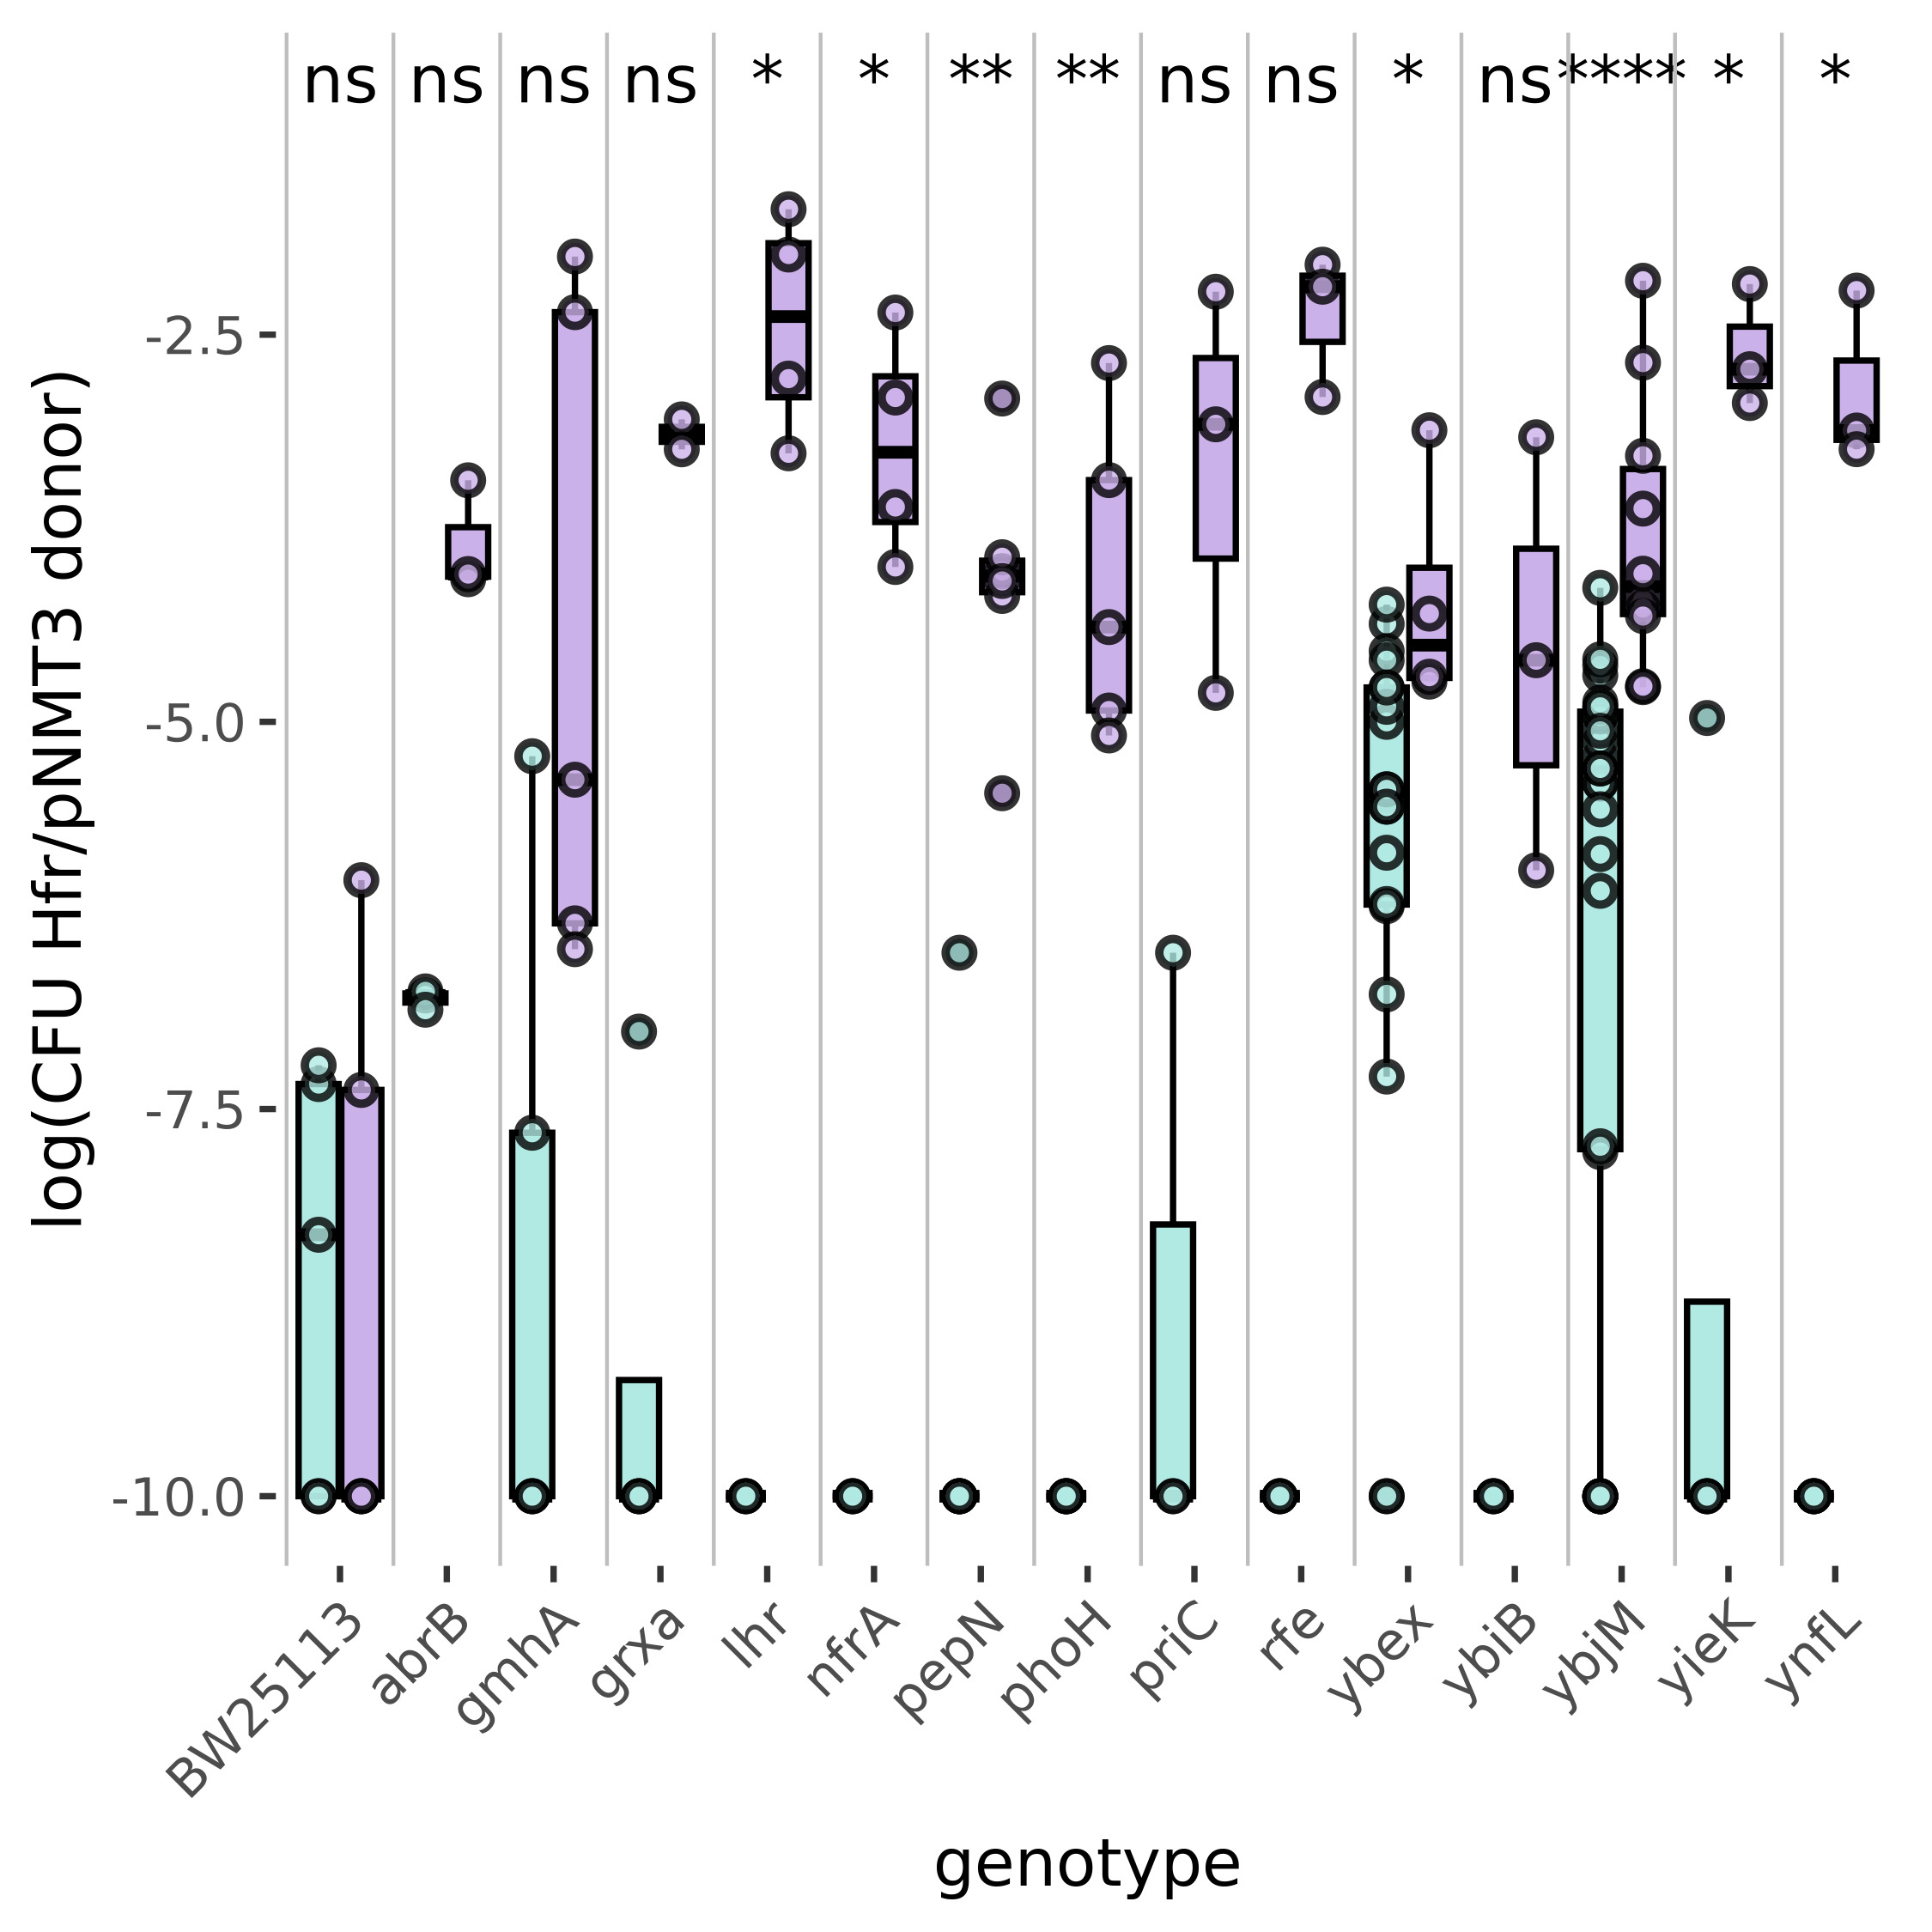 ns ns ns ns * * ** ** ns ns * ns **** * *
log(CFU Hfr/pNMT3 donor)
-2.5
-5.0
-7.5
-10.0
BW25113 abrB gmhA grxa lhr nfrA pepN phoH priC rfe ybex ybiB ybjM yieK ynfL
genotype